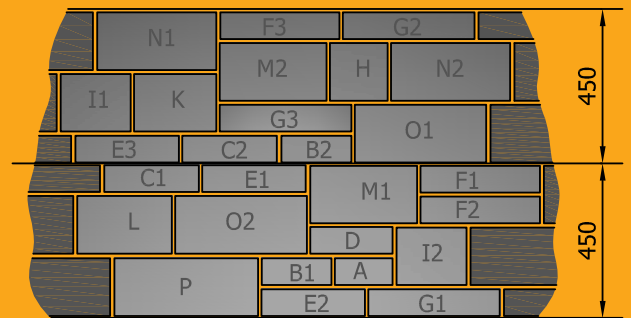 N1 F3 G2
M2 H N2
I1 K
G3 O1
E3 C2 B2
450
C1 E1 M1 F1
F2
L O2
D I2
P B1 A
E2 G1
450